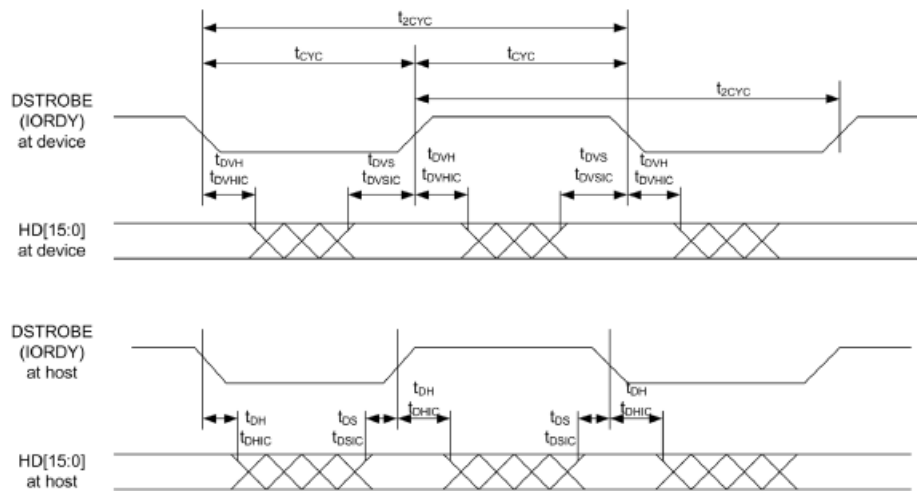 t2CYC
tCYC tCYC
t2CYC
DSTROBE
(IORDY)
at device
tDVH tDVS tDVH tDVS tDVH
tDVHIC tDVSIC tDVHIC tDVSIC tDVHIC
HD[15:0]
at device
DSTROBE
(IORDY)
at host
tDH tDS tDH tDS tDH
tDHIC tDSIC tDHIC tDSIC tDHIC
HD[15:0]
at host